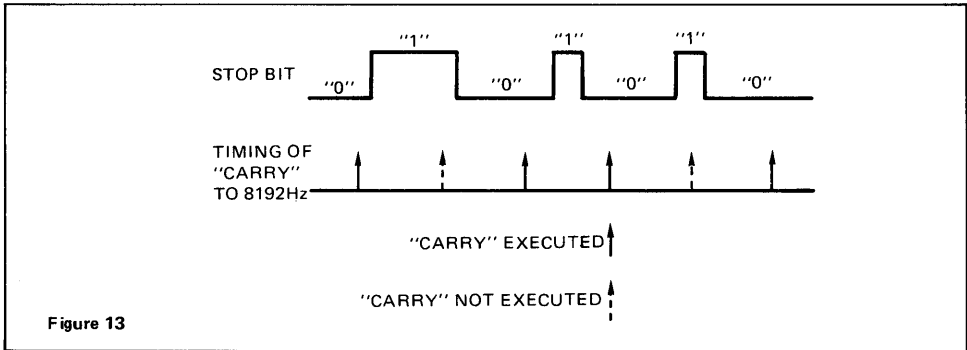 "1" "1" "1"
STOP BIT
"0" "0" "0" "0"
TIMING OF
"CARRY"
TO 8192Hz
"CARRY" EXECUTED
"CARRY" NOT EXECUTED
Figure 13